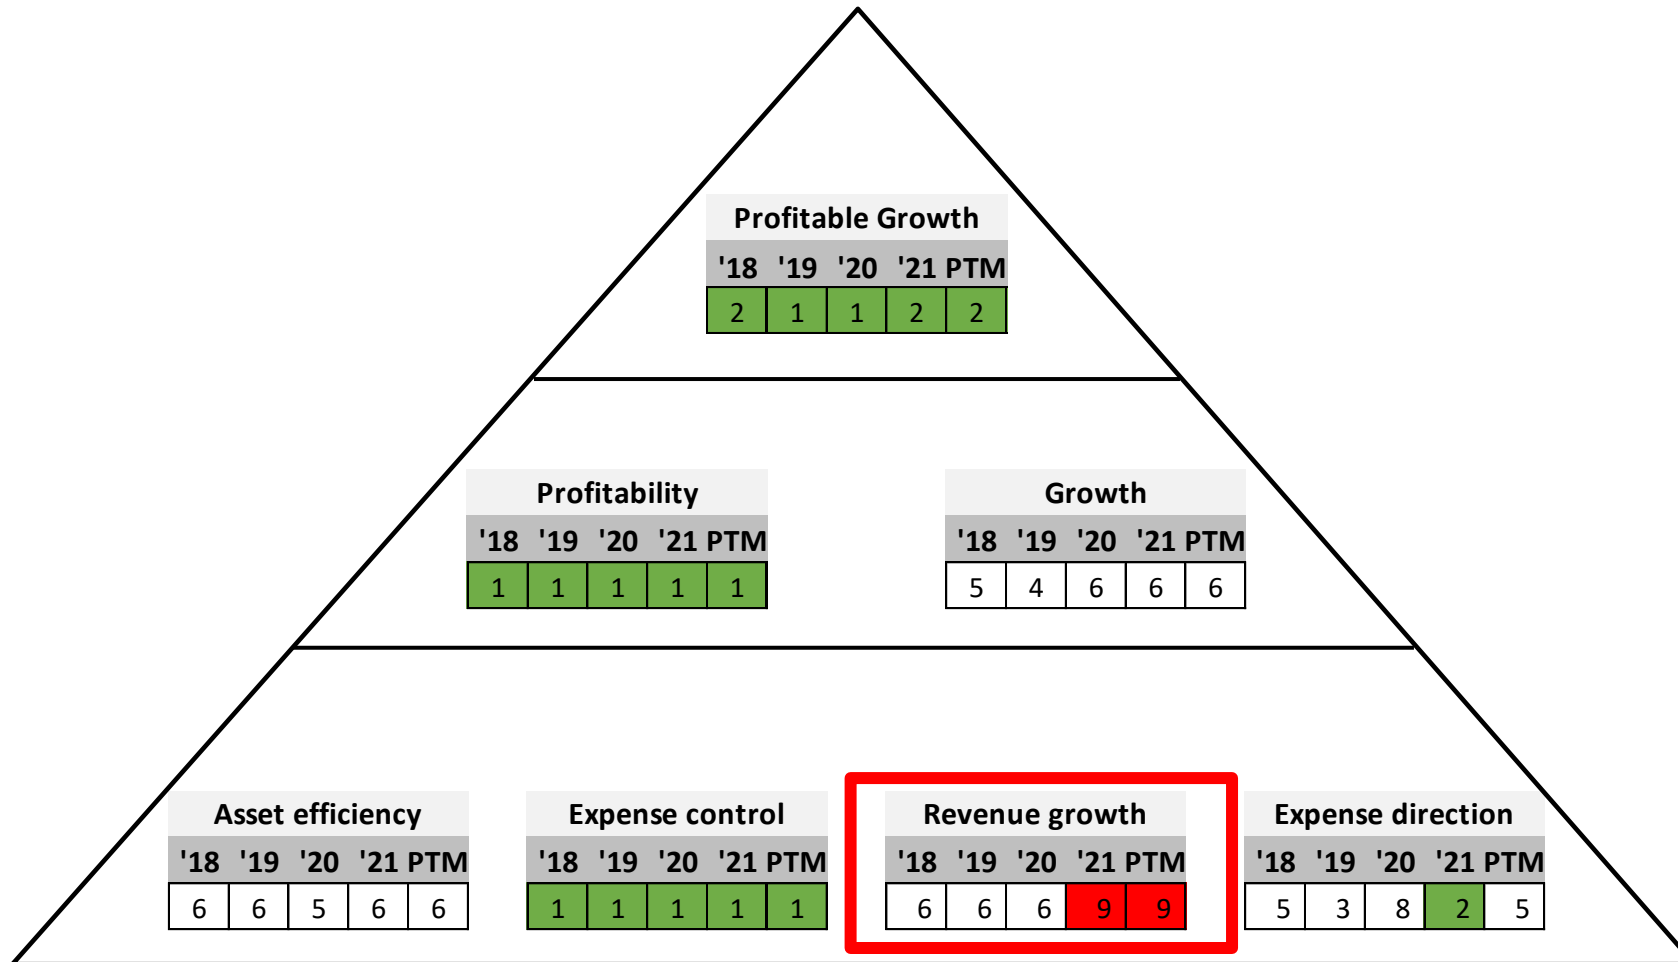 Profitable Growth
'18 '19 '20 '21 PTM
2 1 1 2 2
Profitability
'18 '19 '20 '21 PTM
1 1 1 1 1
Growth
'18 '19 '20 '21 PTM
5 4 6 6 6
Asset efficiency
'18 '19 '20 '21 PTM
6 6 5 6 6
Expense control
'18 '19 '20 '21 PTM
1 1 1 1 1
Revenue growth
'18 '19 '20 '21 PTM
6 6 6 9 9
Expense direction
'18 '19 '20 '21 PTM
5 3 8 2 5